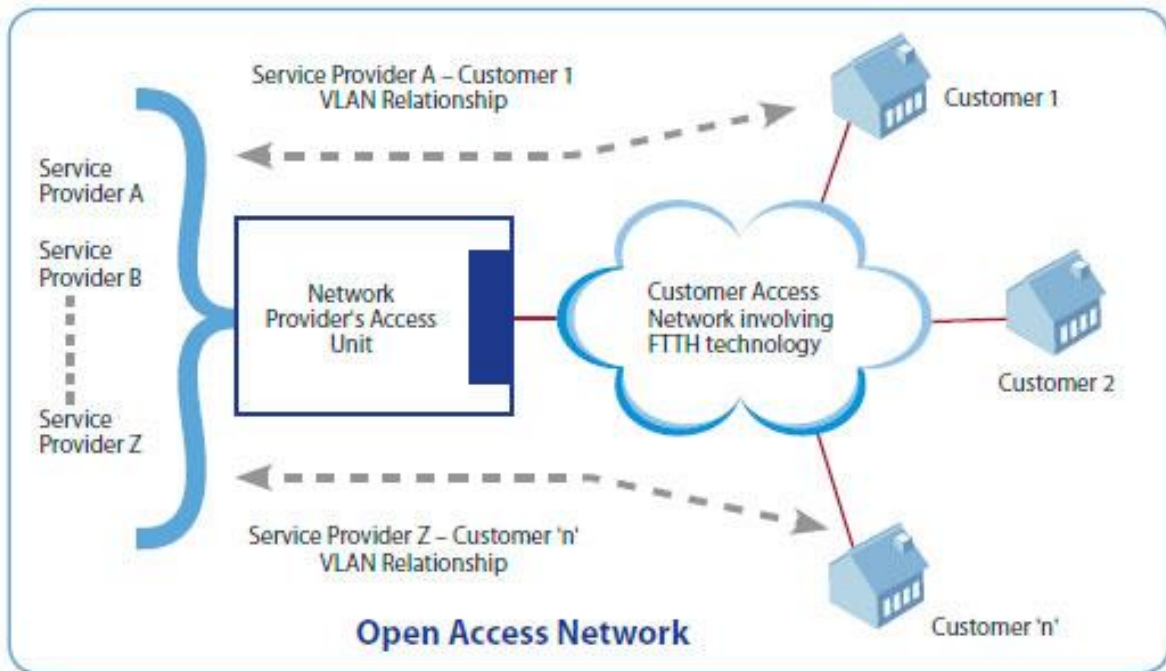 Service Provider A – Customer 1
VLAN Relationship
Customer 1
Service
Provider A
Service
Provider B
Network
Provider's Access
Unit
Customer Access
Network involving
FTTH technology
Customer 2
Service
Provider Z
Service Provider Z – Customer 'n'
VLAN Relationship
Open Access Network
Customer 'n'